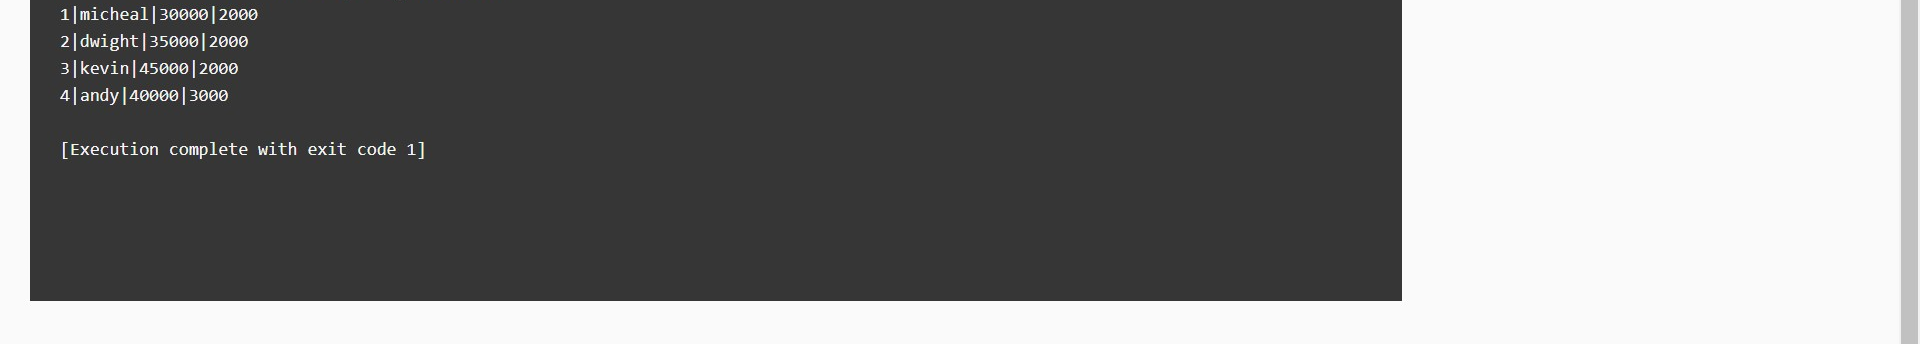 1|micheal|30000|2000
2|dwight|35000|2000
3|kevin|45000|2000
4|andy|40000|3000
[Execution complete with exit code 1]